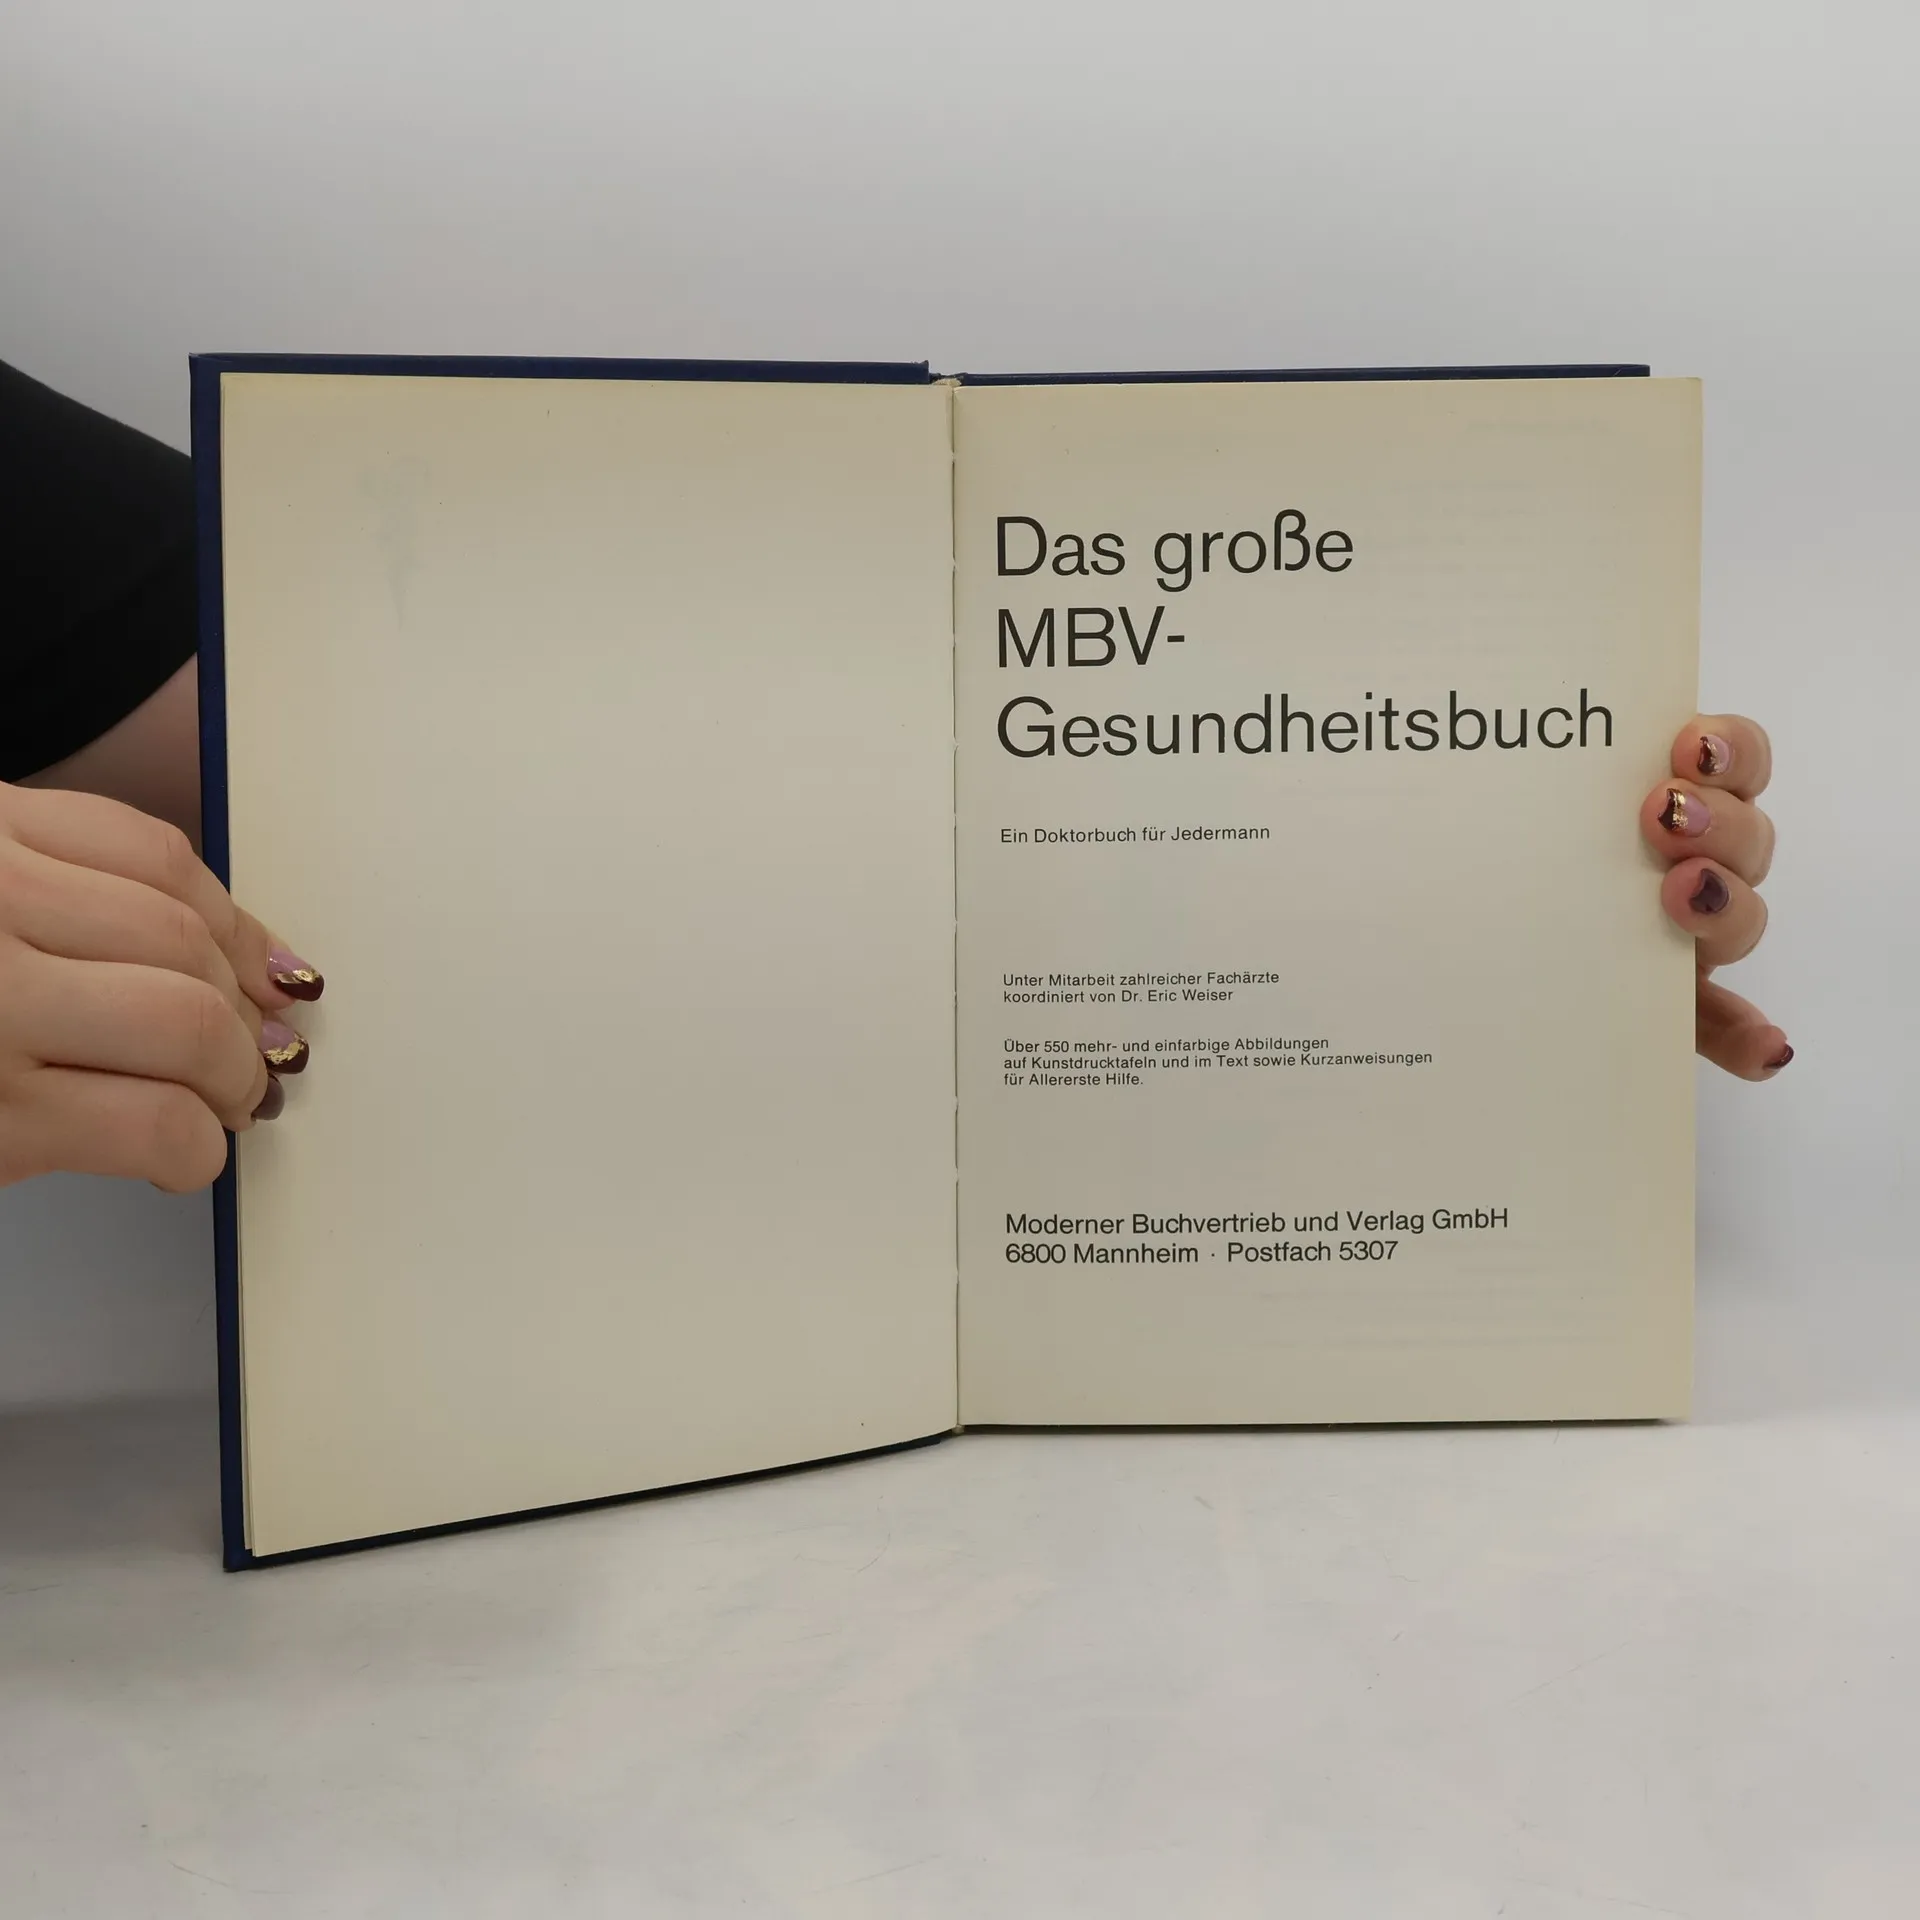 Das große
MBV-
Gesundheitsbuch
Ein Doktorbuch für Jedermann
Unter Mitarbeit zahlreicher Fachärzte
koordiniert von Dr. Eric Weiser
Über 550 mehr- und einfarbige Abbildungen
auf Kunstdrucktafeln und im Text sowie Kurzanweisungen
für Allererste Hilfe.
Moderner Buchvertrieb und Verlag GmbH
6800 Mannheim · Postfach 5307